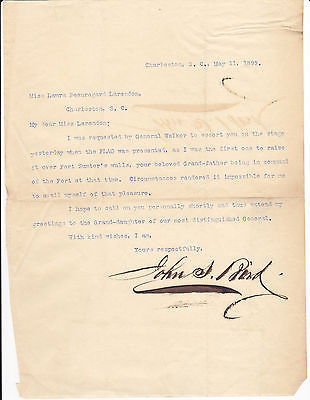 Charleston, S. C., May 11, 1899.
Miss Laura Beauregard Larendon.
Charleston, S. C.
My Dear Miss Larendon;
I was requested by General Walker to escort you on the stage
yesterday when the FLAG was presented, as I was the first one to raise
it over Fort Sumter's walls, your beloved Grand-father being in command
of the Fort at that time. Circumstances rendered it impossible for me
to avail myself of that pleasure.
I hope to call on you personally shortly and thus extend my
greetings to the Grand-daughter of our most distinguished General.
With kind wishes, I am,
Yours respectfully,
John S. Bird.